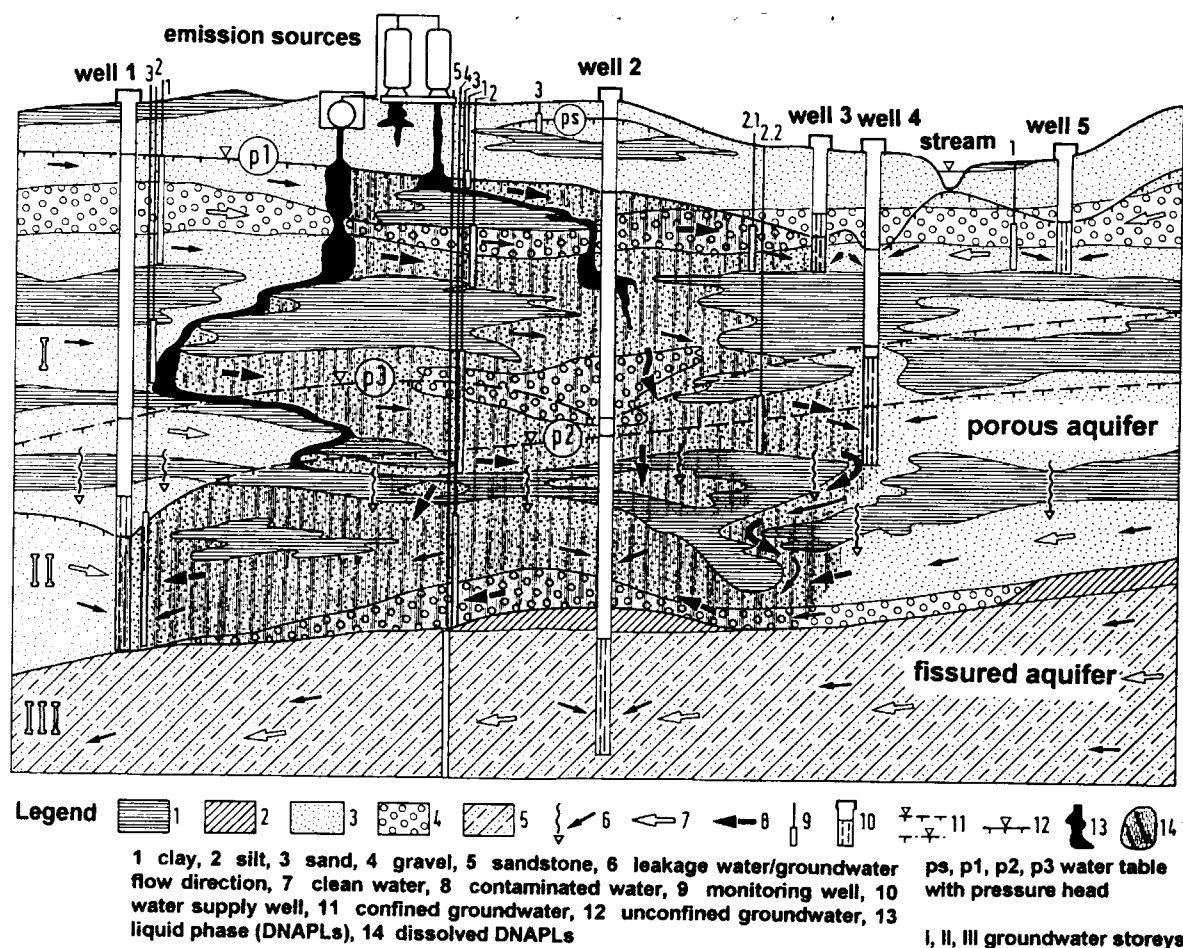 emission sources
well 1
3 2 1
5 4 3 1 2
well 2
3
ps
2.1
2.2
well 3
well 4
stream
1
well 5
p1
I
p3
p2
porous aquifer
II
fissured aquifer
III
Legend 1 2 3 4 5 6 7 8 9 10 11 12 13 14
1 clay, 2 silt, 3 sand, 4 gravel, 5 sandstone, 6 leakage water/groundwater
flow direction, 7 clean water, 8 contaminated water, 9 monitoring well, 10
water supply well, 11 confined groundwater, 12 unconfined groundwater, 13
liquid phase (DNAPLs), 14 dissolved DNAPLs
ps, p1, p2, p3 water table
with pressure head
I, II, III groundwater storeys